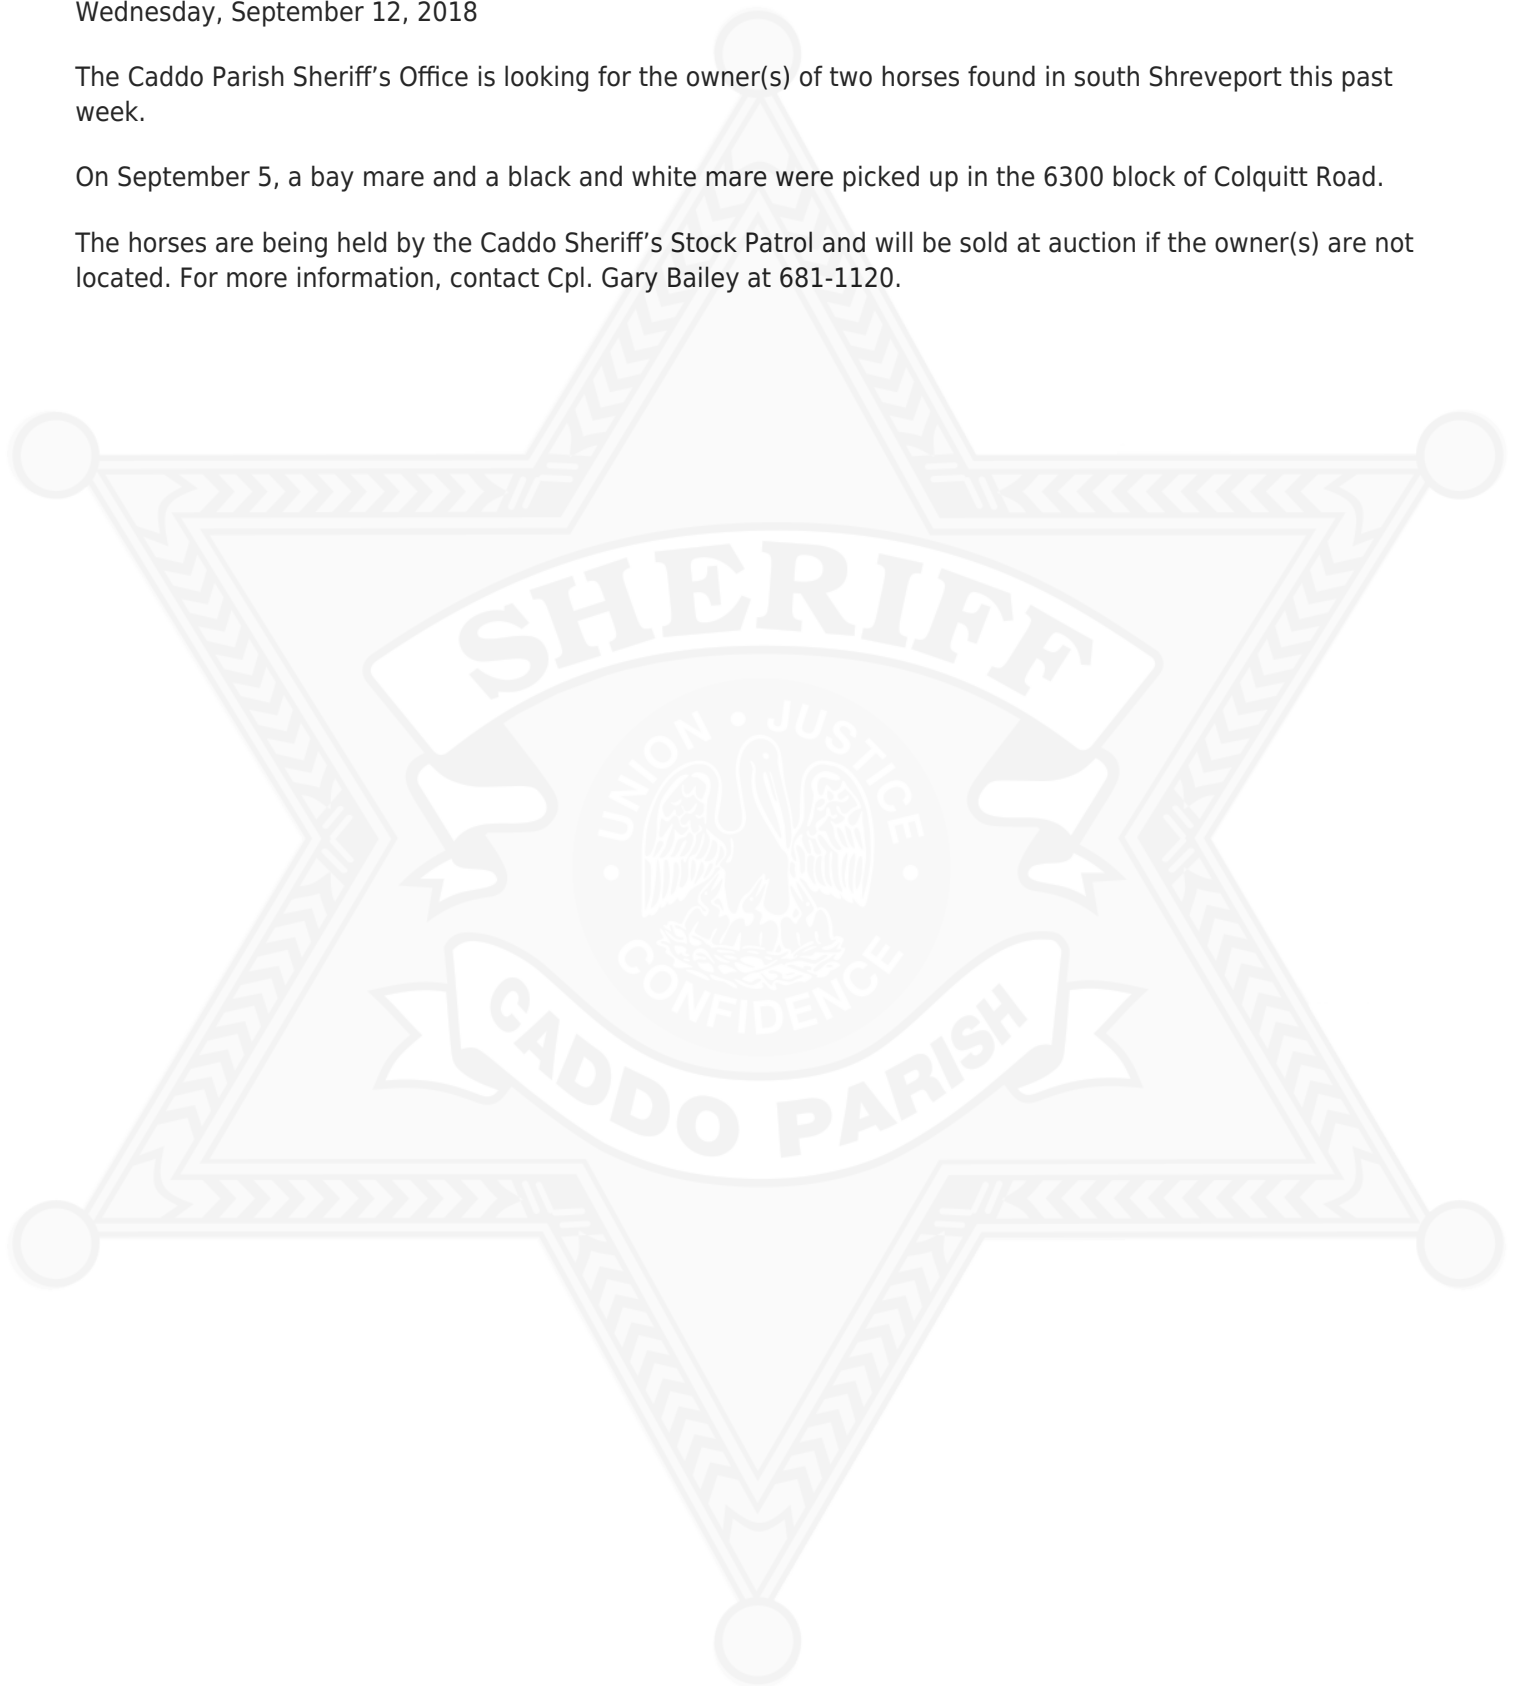 Wednesday, September 12, 2018
The Caddo Parish Sheriff’s Office is looking for the owner(s) of two horses found in south Shreveport this past
week.
On September 5, a bay mare and a black and white mare were picked up in the 6300 block of Colquitt Road.
The horses are being held by the Caddo Sheriff’s Stock Patrol and will be sold at auction if the owner(s) are not
located. For more information, contact Cpl. Gary Bailey at 681-1120.
SHERIFF
UNION • JUSTICE
• CONFIDENCE •
CADDO PARISH